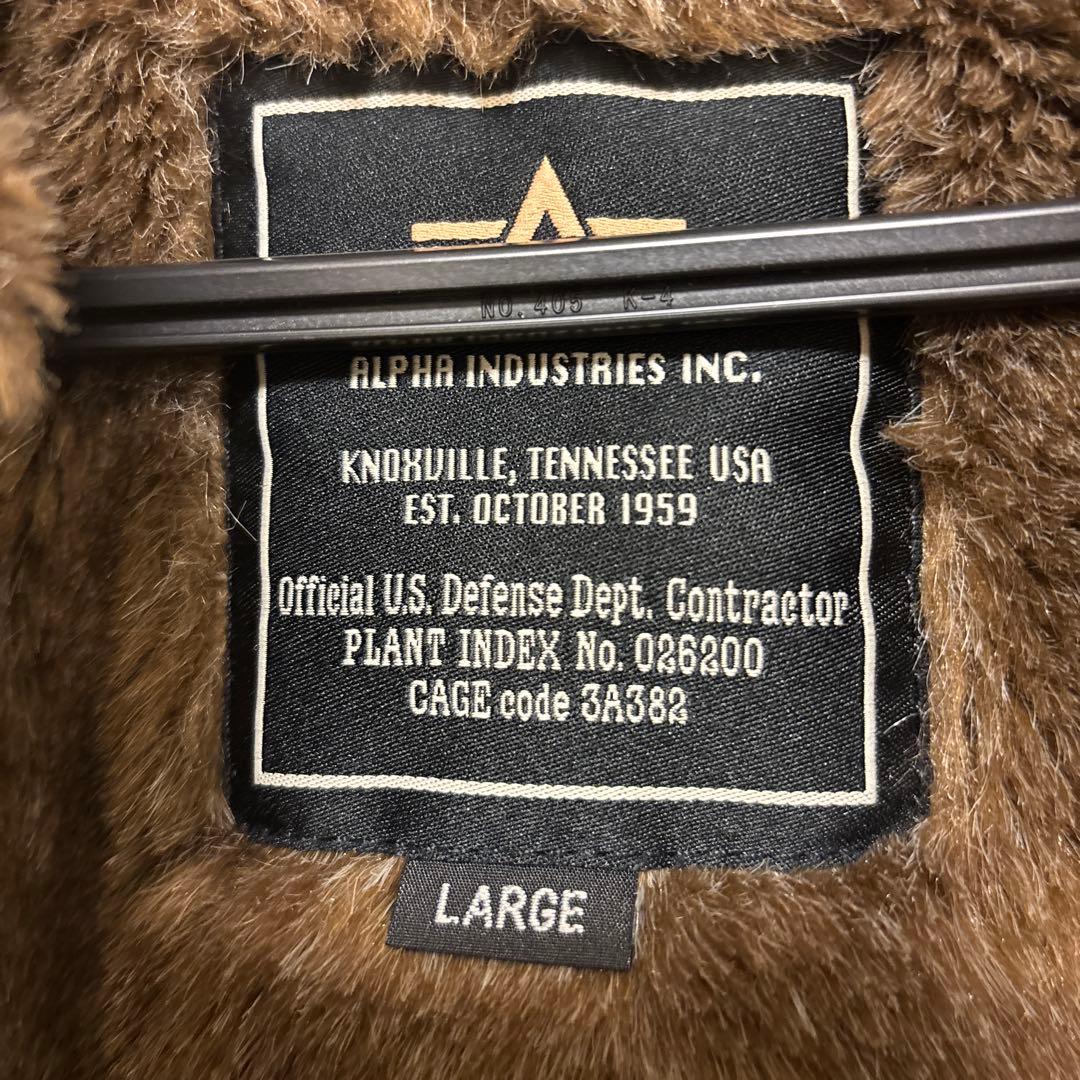 NO.405 K-4
ALPHA INDUSTRIES INC.
KNOXVILLE, TENNESSEE USA
EST. OCTOBER 1959
Official U.S. Defense Dept. Contractor
PLANT INDEX No. 026200
CAGE code 3A382
LARGE